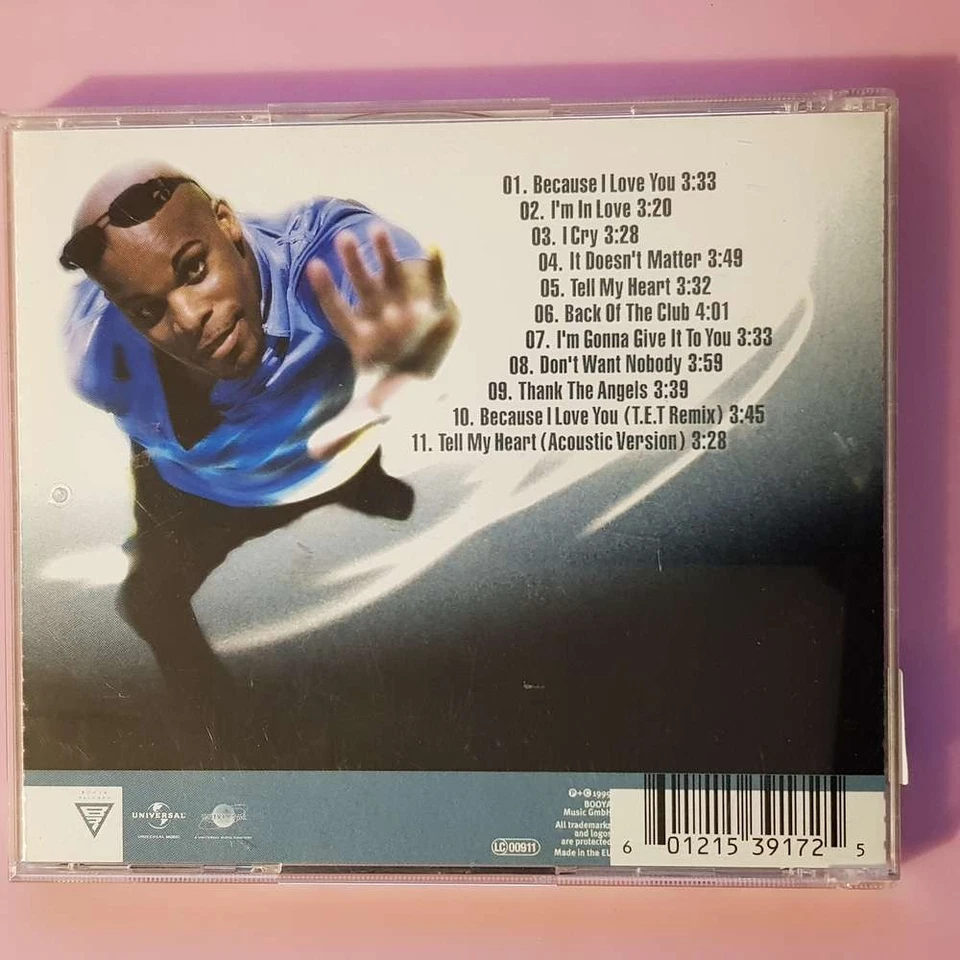 01. Because I Love You 3:33
02. I'm In Love 3:20
03. I Cry 3:28
04. It Doesn't Matter 3:49
05. Tell My Heart 3:32
06. Back Of The Club 4:01
07. I'm Gonna Give It To You 3:33
08. Don't Want Nobody 3:59
09. Thank The Angels 3:39
10. Because I Love You (T.E.T Remix) 3:45
11. Tell My Heart (Acoustic Version) 3:28
UNIVERSAL
UNIVERSAL MUSIC
LC 00911
℗+© 1999
BOOYA
Music GmbH
All trademarks
and logos
are protected
Made in the EU
6 01215 39172 5